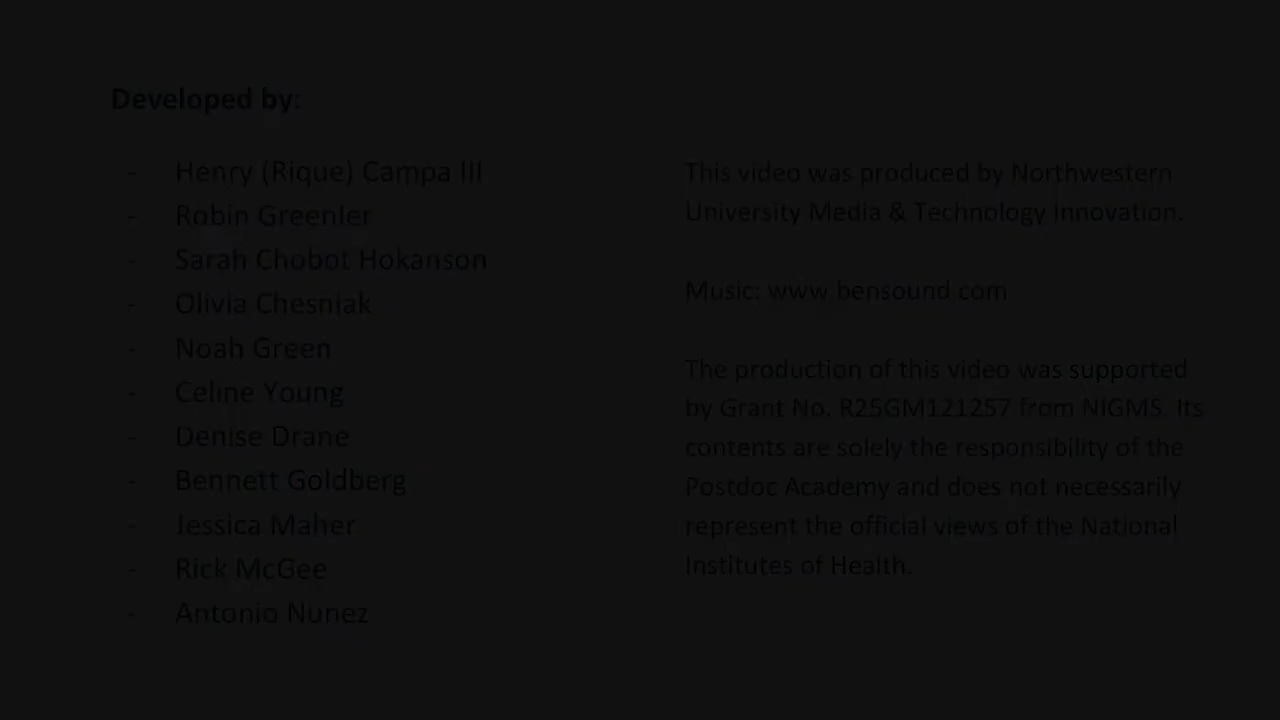 Developed by:
- Henry (Rique) Campa III
- Robin Greenler
- Sarah Chobot Hokanson
- Olivia Chesniak
- Noah Green
- Celine Young
- Denise Drane
- Bennett Goldberg
- Jessica Maher
- Rick McGee
- Antonio Nunez
This video was produced by Northwestern
University Media & Technology Innovation.
Music: www.bensound.com
The production of this video was supported
by Grant No. R25GM121257 from NIGMS. Its
contents are solely the responsibility of the
Postdoc Academy and does not necessarily
represent the official views of the National
Institutes of Health.